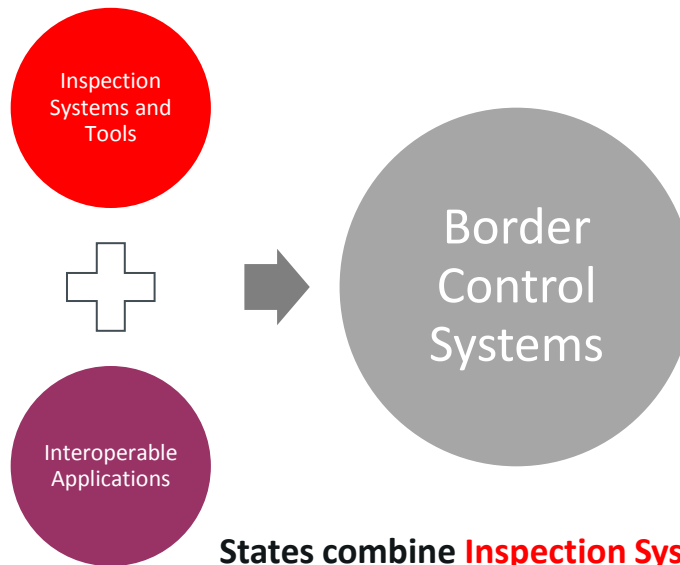 Inspection
Systems and
Tools
Border
Control
Systems
Interoperable
Applications
States combine Inspection Sys